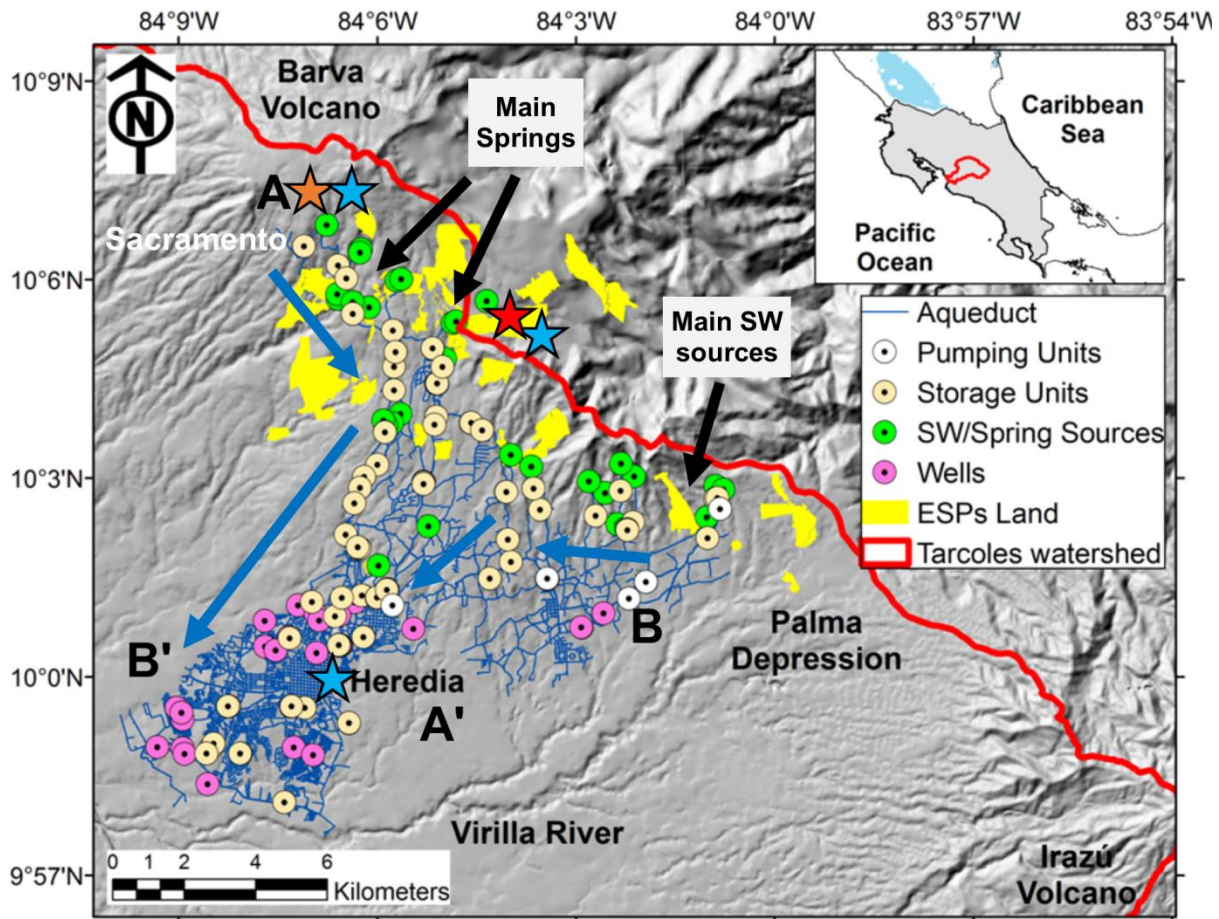 84°9'W 84°6'W 84°3'W 84°0'W 83°57'W 83°54'W
10°9'N
10°6'N
10°3'N
10°0'N
9°57'N
N
Barva
Volcano
Main
Springs
Caribbean
Sea
Pacific
Ocean
A
Sacramento
Main SW
sources
Aqueduct
Pumping Units
Storage Units
SW/Spring Sources
Wells
ESPs Land
Tarcoles watershed
B
Palma
Depression
B'
Heredia
A'
Virilla River
Irazú
Volcano
0 1 2 4 6
Kilometers